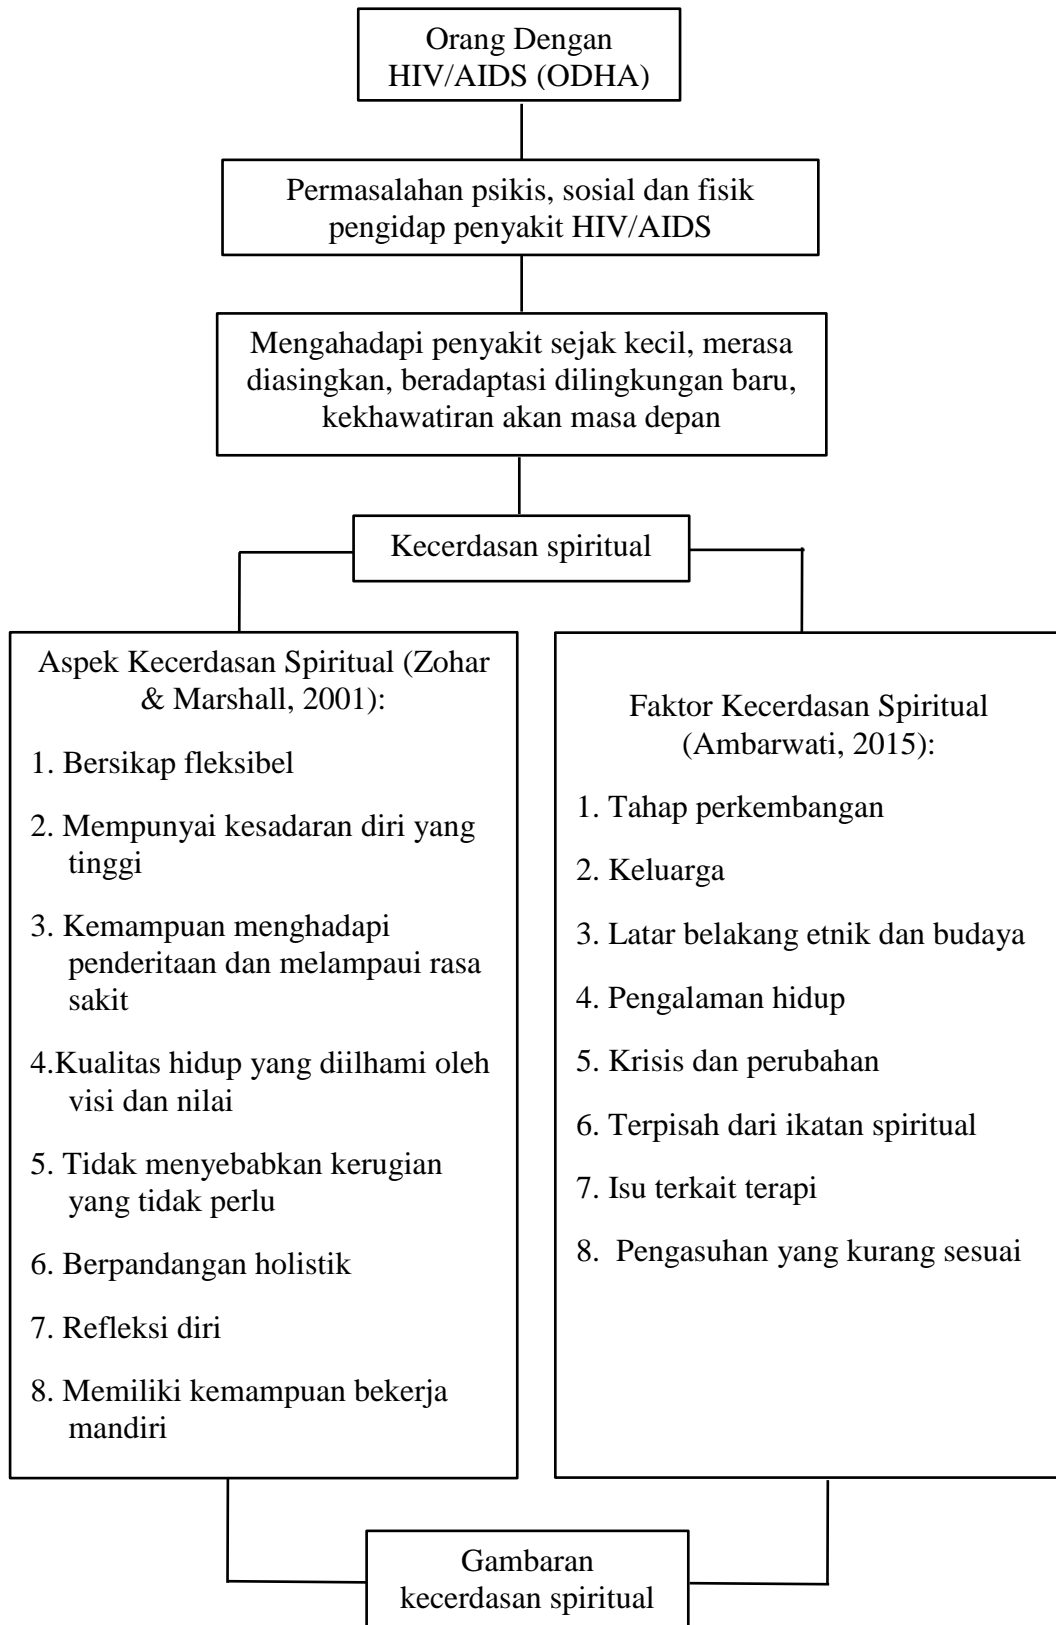 Orang Dengan
HIV/AIDS (ODHA)
Permasalahan psikis, sosial dan fisik
pengidap penyakit HIV/AIDS
Mengahadapi penyakit sejak kecil, merasa
diasingkan, beradaptasi dilingkungan baru,
kekhawatiran akan masa depan
Kecerdasan spiritual
Aspek Kecerdasan Spiritual (Zohar
& Marshall, 2001):
1. Bersikap fleksibel
2. Mempunyai kesadaran diri yang
tinggi
3. Kemampuan menghadapi
penderitaan dan melampaui rasa
sakit
4.Kualitas hidup yang diilhami oleh
visi dan nilai
5. Tidak menyebabkan kerugian
yang tidak perlu
6. Berpandangan holistik
7. Refleksi diri
8. Memiliki kemampuan bekerja
mandiri
Faktor Kecerdasan Spiritual
(Ambarwati, 2015):
1. Tahap perkembangan
2. Keluarga
3. Latar belakang etnik dan budaya
4. Pengalaman hidup
5. Krisis dan perubahan
6. Terpisah dari ikatan spiritual
7. Isu terkait terapi
8. Pengasuhan yang kurang sesuai
Gambaran
kecerdasan spiritual